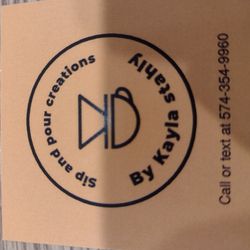 Sip and Pour creations
By Kayla stahly
Call or text at 574-354-9960